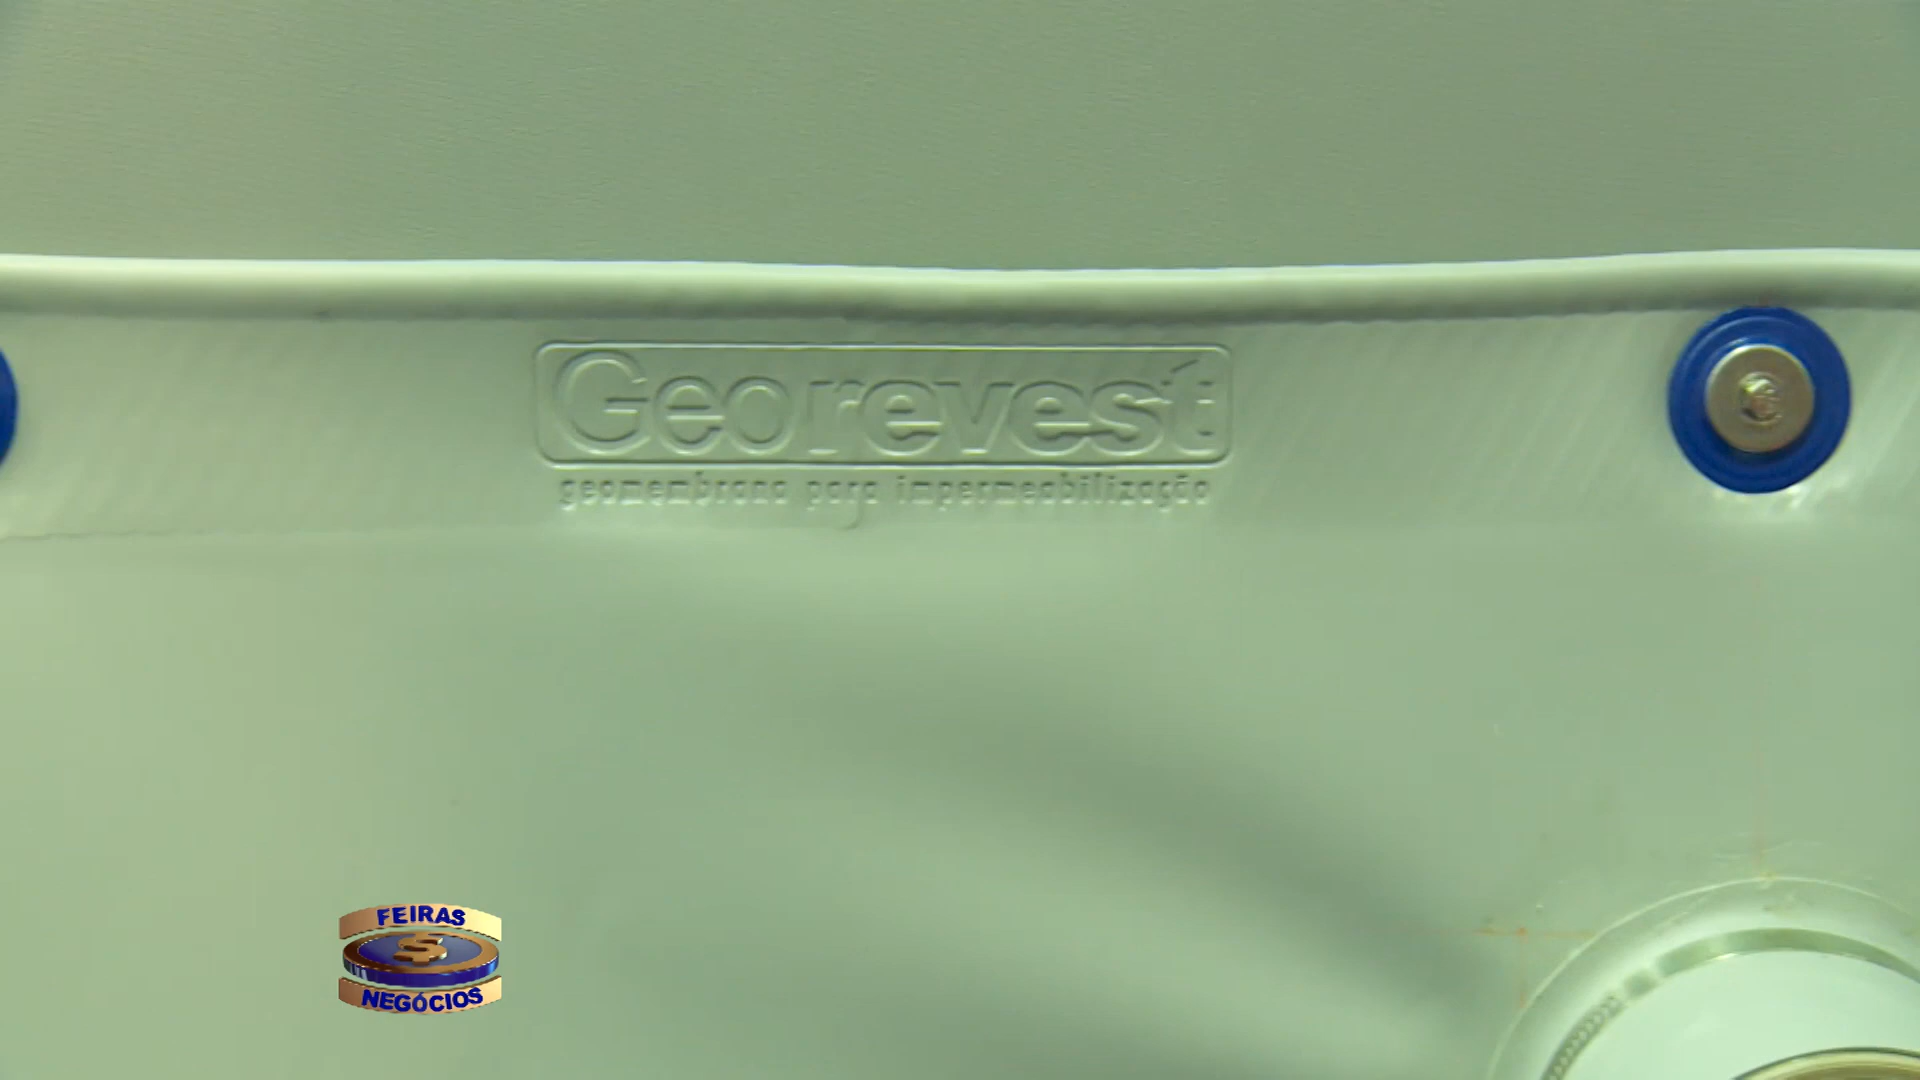 Georevest
geomembrana para impermeabilização
FEIRAS
$
NEGÓCIOS